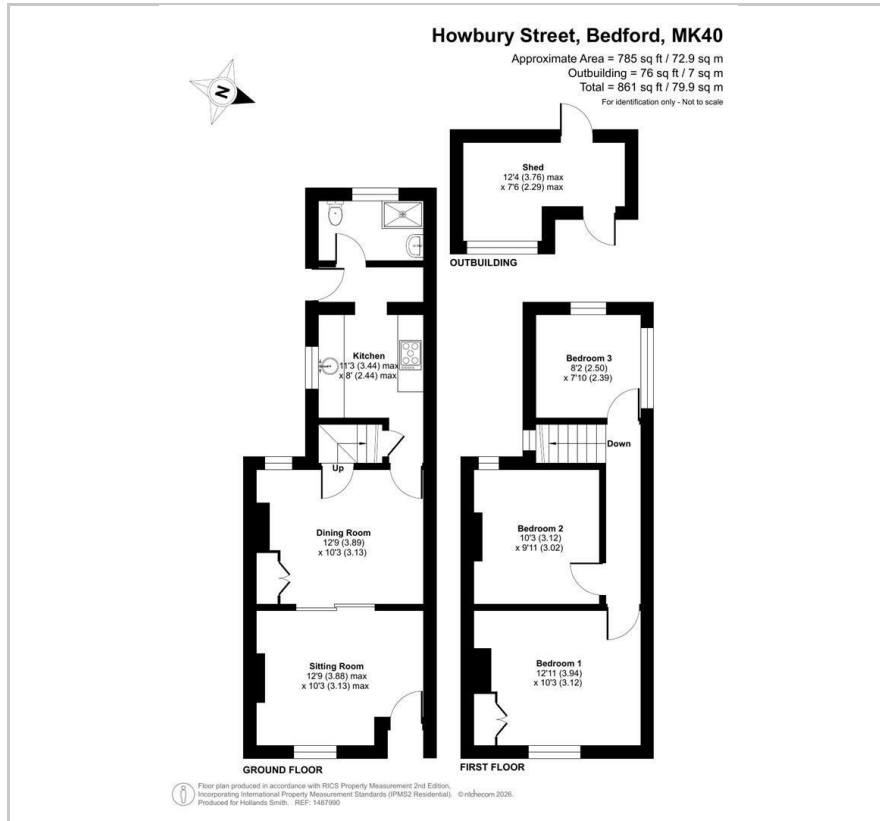 Howbury Street, Bedford, MK40
Approximate Area = 785 sq ft / 72.9 sq m
Outbuilding = 76 sq ft / 7 sq m
Total = 861 sq ft / 79.9 sq m
For identification only - Not to scale
N
Shed
12'4 (3.76) max
x 7'6 (2.29) max
OUTBUILDING
Kitchen
11'3 (3.44) max
x 8' (2.44) max
Up
Dining Room
12'9 (3.89)
x 10'3 (3.13)
Sitting Room
12'9 (3.88) max
x 10'3 (3.13) max
GROUND FLOOR
Bedroom 3
8'2 (2.50)
x 7'10 (2.39)
Down
Bedroom 2
10'3 (3.12)
x 9'11 (3.02)
Bedroom 1
12'11 (3.94)
x 10'3 (3.12)
FIRST FLOOR
Floor plan produced in accordance with RICS Property Measurement 2nd Edition,
Incorporating International Property Measurement Standards (IPMS2 Residential). © ntchecom 2026.
Produced for Hollands Smith. REF: 1487990